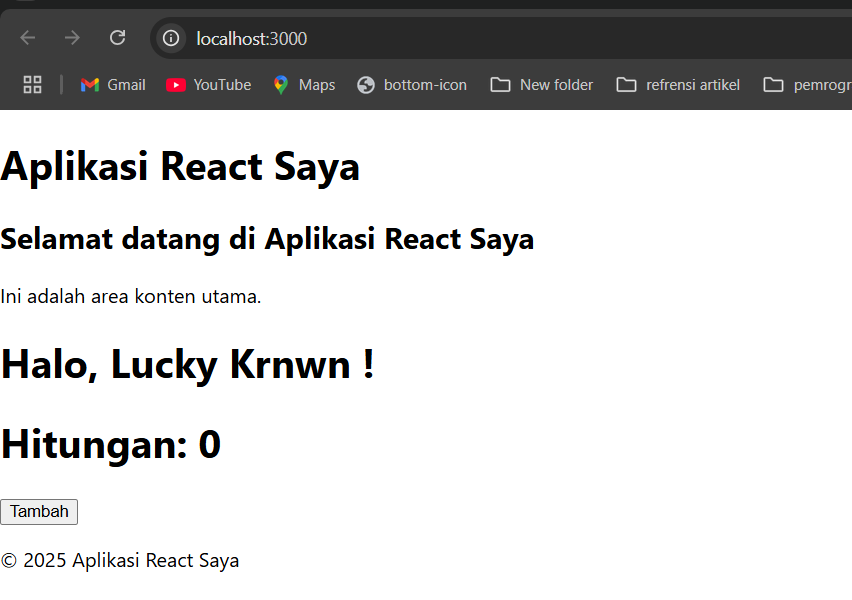 localhost:3000
Gmail YouTube Maps bottom-icon New folder refrensi artikel pemrogr
Aplikasi React Saya
Selamat datang di Aplikasi React Saya
Ini adalah area konten utama.
Halo, Lucky Krnwn !
Hitungan: 0
Tambah
© 2025 Aplikasi React Saya